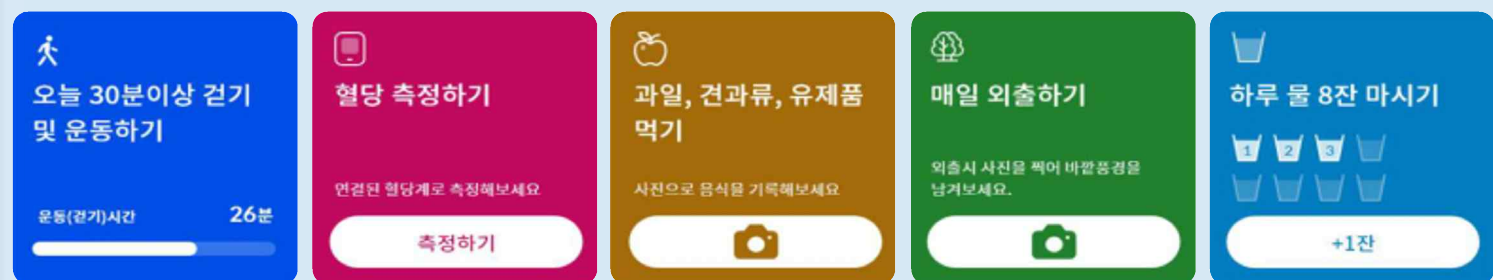 오늘 30분이상 걷기
및 운동하기
운동(걷기)시간
26분
혈당 측정하기
연결된 혈당계로 측정해보세요
측정하기
과일, 견과류, 유제품
먹기
사진으로 음식을 기록해보세요
매일 외출하기
외출시 사진을 찍어 바깥풍경을
남겨보세요.
하루 물 8잔 마시기
1 2 3
+1잔